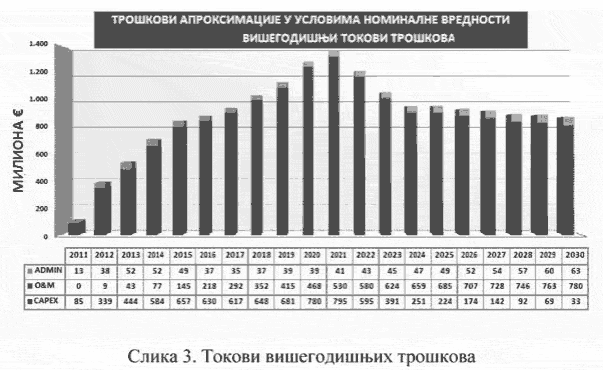 ТРОШКОВИ АПРОКСИМАЦИЈЕ У УСЛОВИМА НОМИНАЛНЕ ВРЕДНОСТИ
ВИШЕГОДШЊИ ТОКОВИ ТРОШКОВА
МИЛИОНА €
1.400
1.200
1.000
800
600
400
200
0
2011 2012 2013 2014 2015 2016 2017 2018 2019 2020 2021 2022 2023 2024 2025 2026 2027 2028 2029 2030
ADMIN 13 38 52 52 49 37 35 37 39 39 41 43 45 47 49 52 54 57 60 63
O&M 0 9 43 77 145 218 292 352 415 468 530 580 624 659 685 707 728 746 763 780
CAPEX 85 339 444 584 657 630 617 648 681 780 795 595 391 251 224 174 142 92 69 33
Слика 3. Токови вишегодишњих трошкова